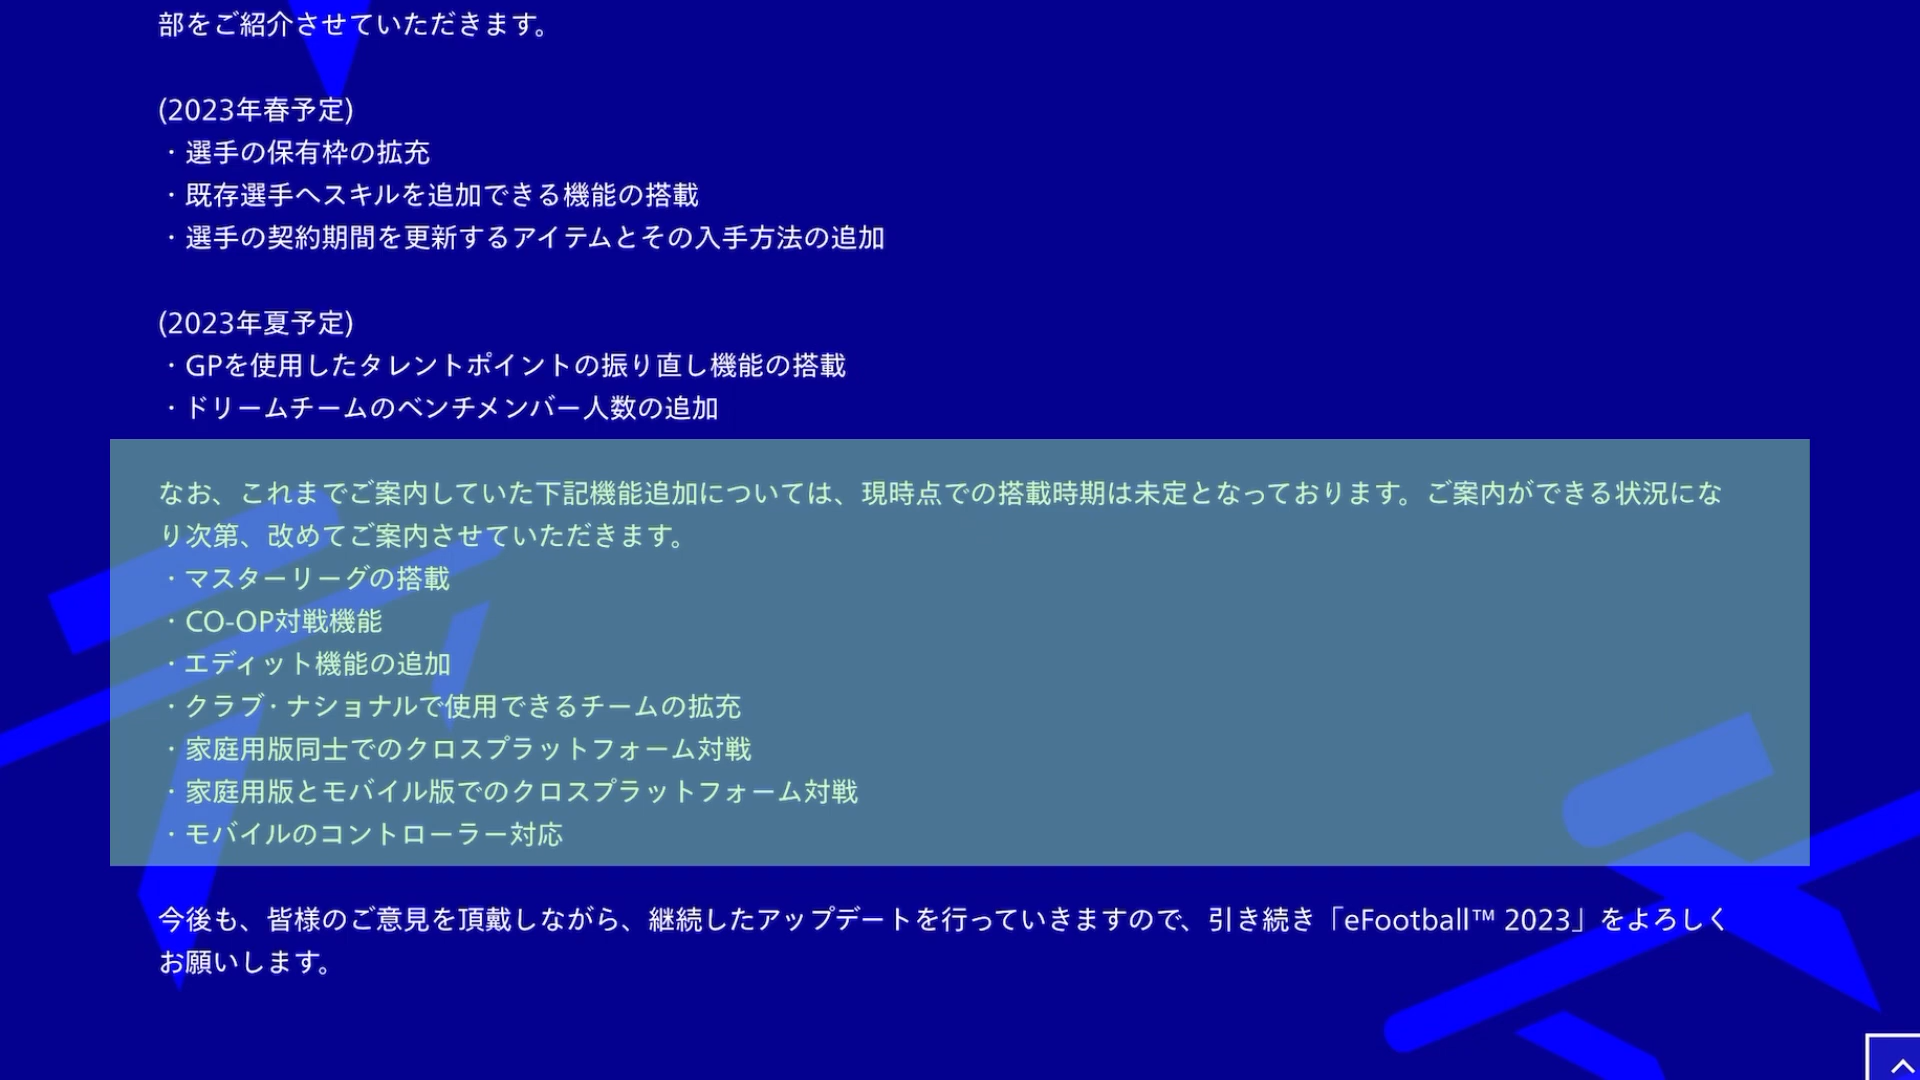 部をご紹介させていただきます。
(2023年春予定)
・選手の保有枠の拡充
・既存選手へスキルを追加できる機能の搭載
・選手の契約期間を更新するアイテムとその入手方法の追加
(2023年夏予定)
・GPを使用したタレントポイントの振り直し機能の搭載
・ドリームチームのベンチメンバー人数の追加
なお、これまでご案内していた下記機能追加については、現時点での搭載時期は未定となっております。ご案内ができる状況にな
り次第、改めてご案内させていただきます。
・マスターリーグの搭載
・CO-OP対戦機能
・エディット機能の追加
・クラブ・ナショナルで使用できるチームの拡充
・家庭用版同士でのクロスプラットフォーム対戦
・家庭用版とモバイル版でのクロスプラットフォーム対戦
・モバイルのコントローラー対応
今後も、皆様のご意見を頂戴しながら、継続したアップデートを行っていきますので、引き続き「eFootball™ 2023」をよろしく
お願いします。